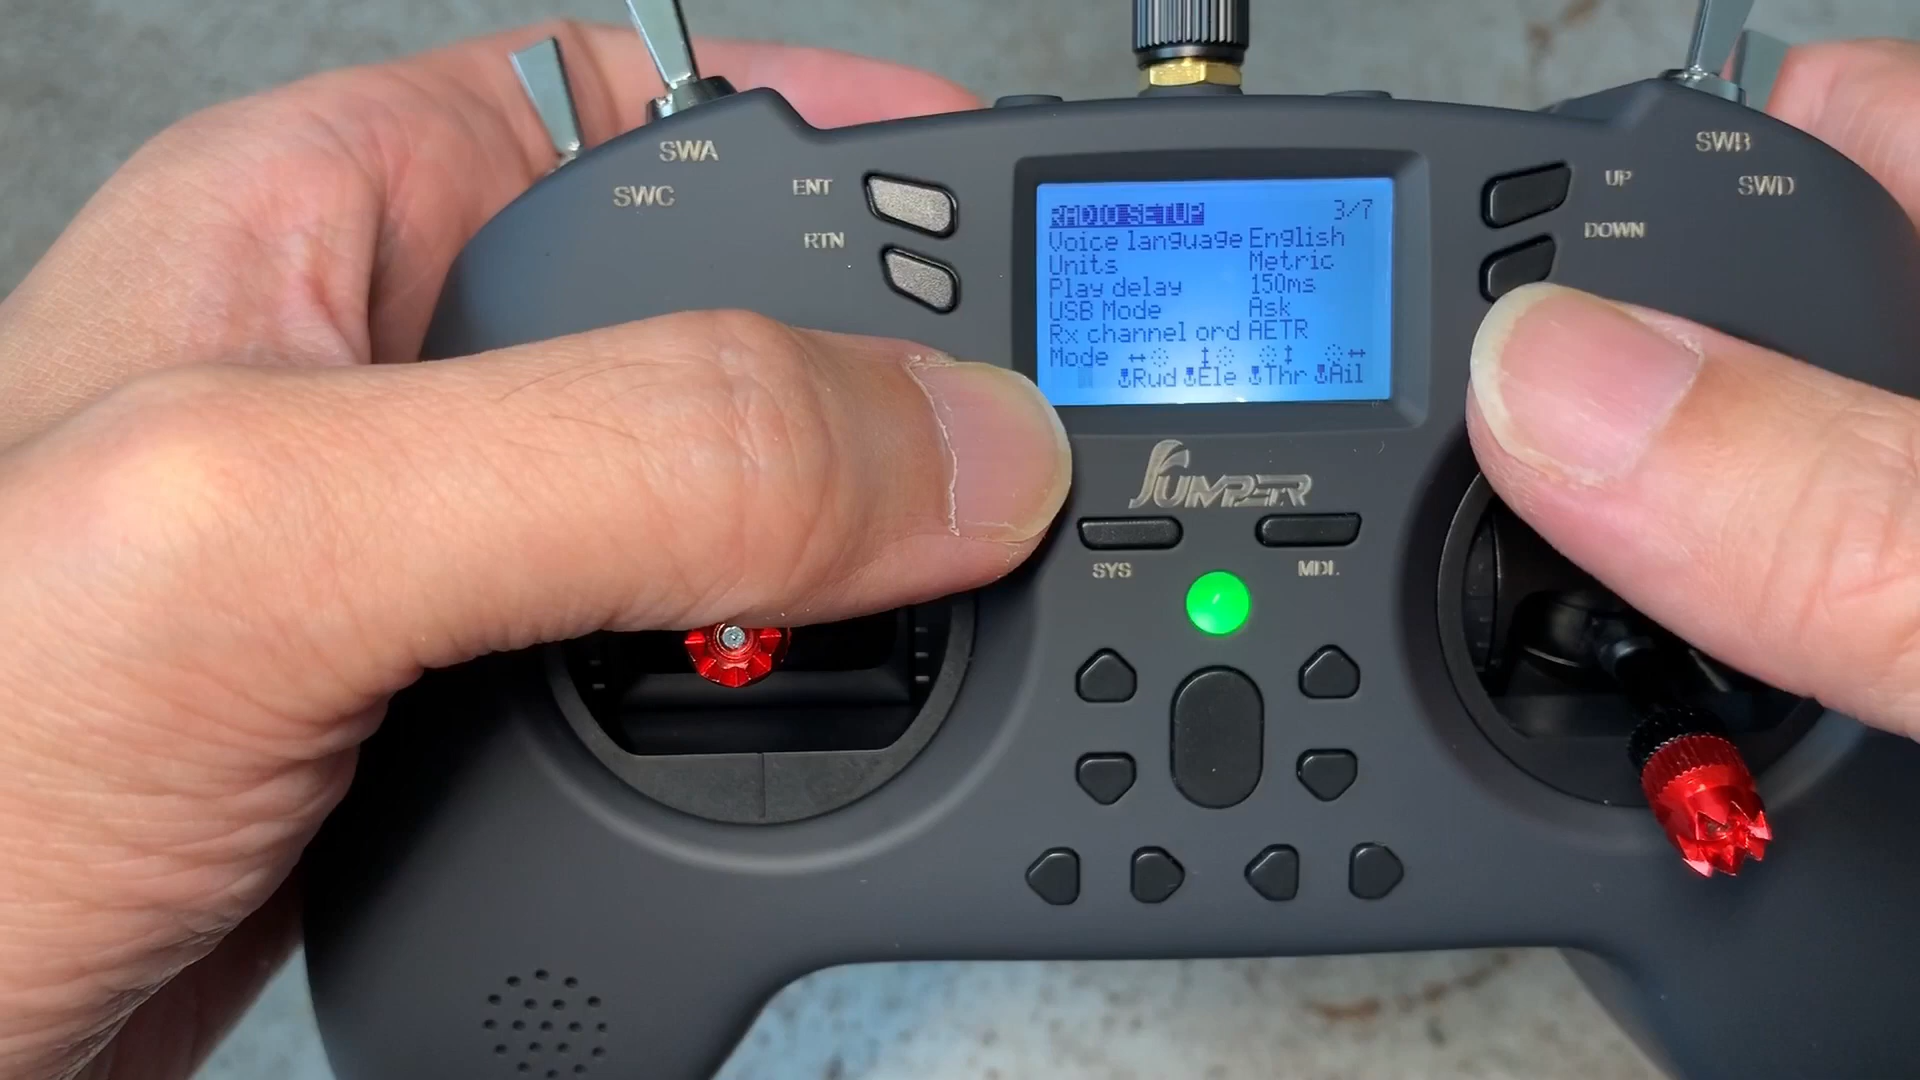 SWA
SWB
SWC
SWD
ENT
UP
RTN
DOWN
RADIO SETUP 3/7
Voice language English
Units Metric
Play delay 150ms
USB Mode Ask
Rx channel ord AETR
Mode
Rud Ele Thr Ail
JUMPER
SYS
MDL